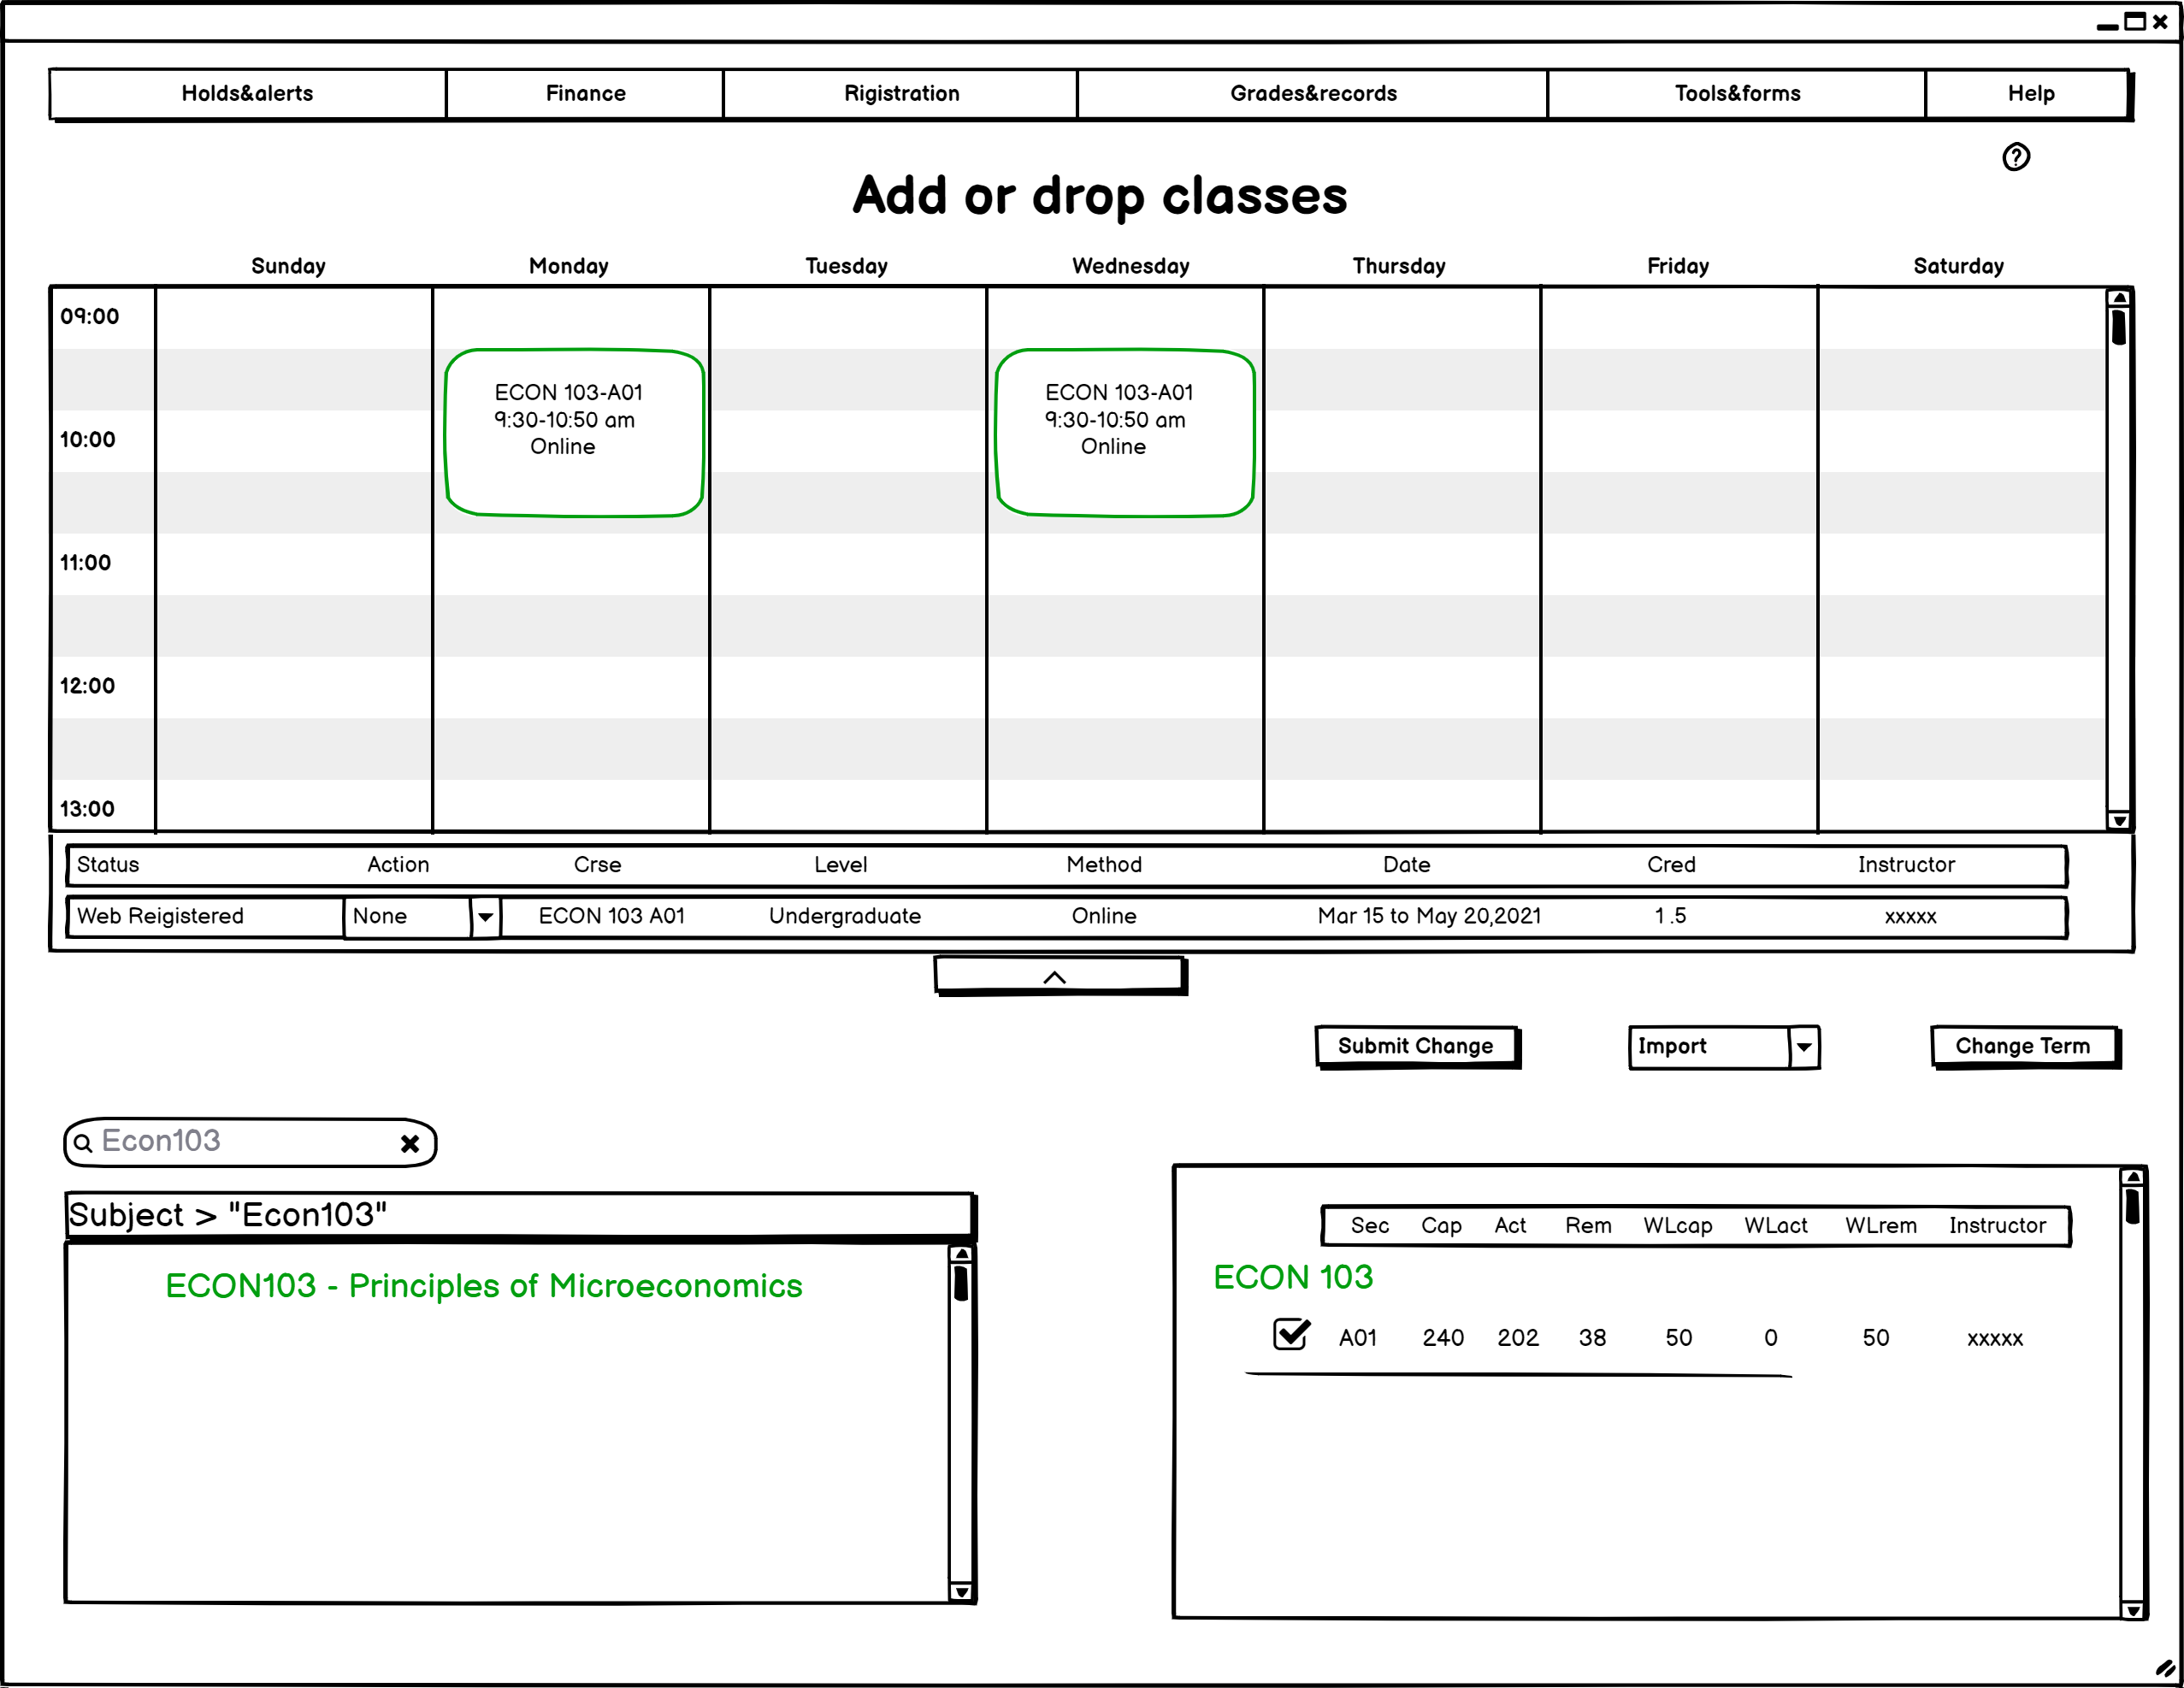 Holds&alerts Finance Rigistration Grades&records Tools&forms Help
?
Add or drop classes
Sunday Monday Tuesday Wednesday Thursday Friday Saturday
09:00
ECON 103-A01 ECON 103-A01
9:30-10:50 am 9:30-10:50 am
10:00
Online Online
11:00
12:00
13:00
Status Action Crse Level Method Date Cred Instructor
Web Reigistered None ECON 103 A01 Undergraduate Online Mar 15 to May 20,2021 1.5 xxxxx
Submit Change Import Change Term
Econ103
Subject > "Econ103"
ECON103 - Principles of Microeconomics
Sec Cap Act Rem WLcap WLact WLrem Instructor
ECON 103
A01 240 202 38 50 0 50 xxxxx